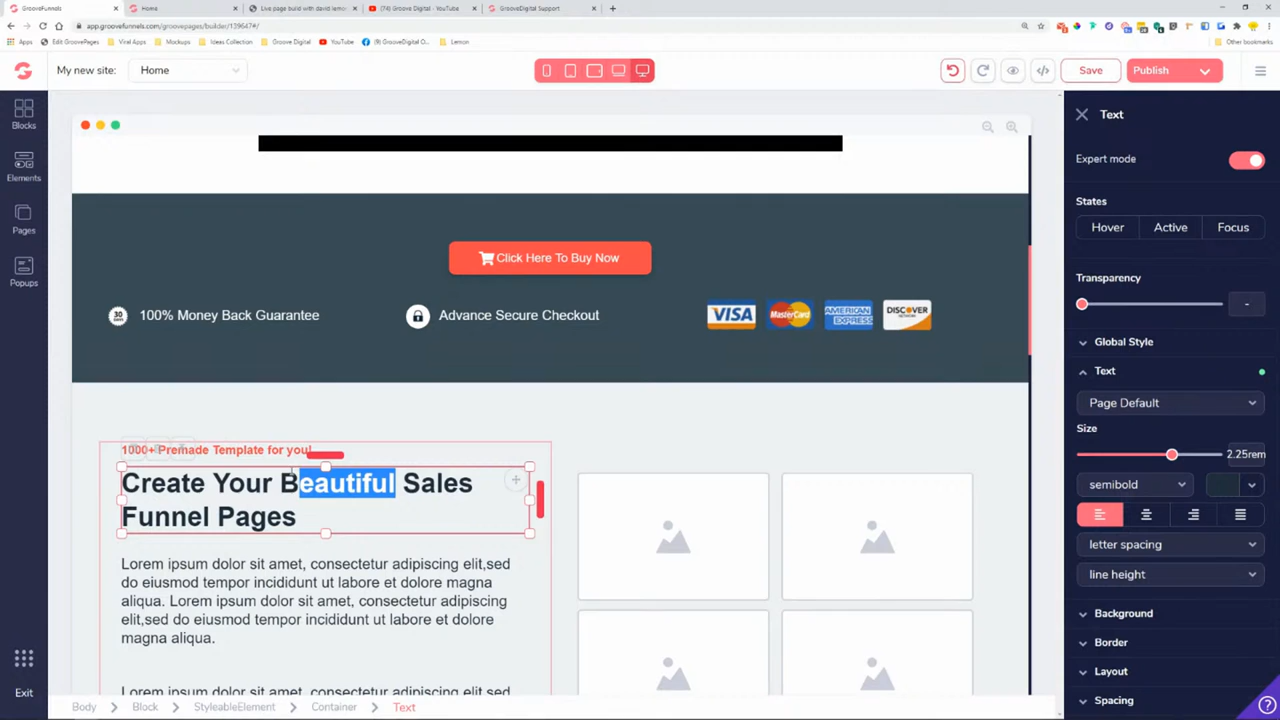 GrooveFunnels
Home
Live page build with david lemon
(74) Groove Digital - YouTube
GrooveDigital Support
app.groovefunnels.com/groovepages/builder/139647#/
Apps
Edit GroovePages
Viral Apps
Mockups
Ideas Collection
Groove Digital
YouTube
(9) GrooveDigital O...
Lemon
Other bookmarks
My new site:
Home
Save
Publish
Blocks
Elements
Pages
Popups
Exit
Click Here To Buy Now
30
100% Money Back Guarantee
Advance Secure Checkout
VISA
MasterCard
AMERICAN EXPRESS
DISCOVER
1000+ Premade Template for you!
Create Your Beautiful Sales
Funnel Pages
Lorem ipsum dolor sit amet, consectetur adipiscing elit,sed
do eiusmod tempor incididunt ut labore et dolore magna
aliqua. Lorem ipsum dolor sit amet, consectetur adipiscing
elit,sed do eiusmod tempor incididunt ut labore et dolore
magna aliqua.
Lorem ipsum dolor sit amet, consectetur adipiscing elit,sed
Body
Block
StyleableElement
Container
Text
Text
Expert mode
States
Hover
Active
Focus
Transparency
-
Global Style
Text
Page Default
Size
2.25rem
semibold
letter spacing
line height
Background
Border
Layout
Spacing